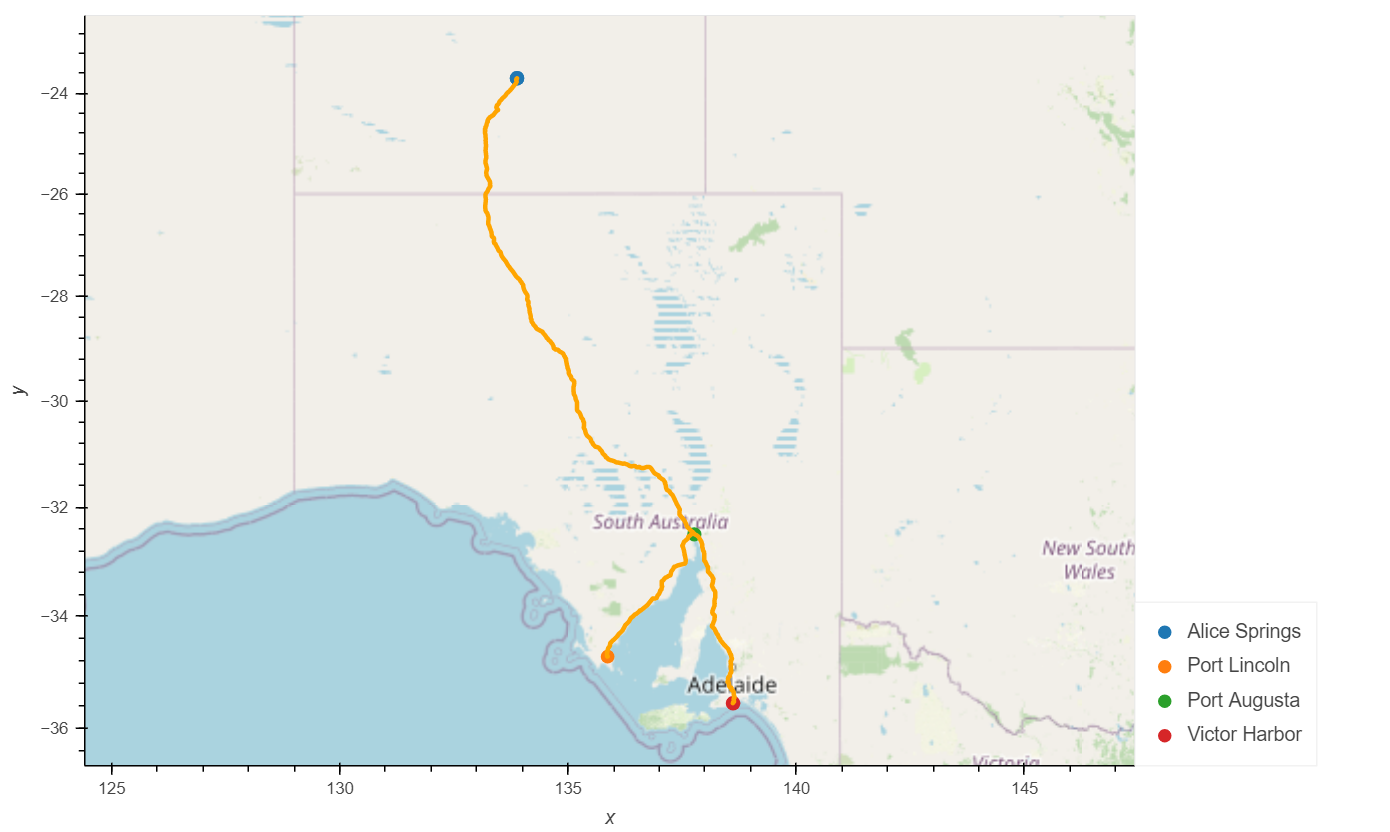 y
−24
−26
−28
−30
−32
−34
−36
South Australia
New South
Wales
Adelaide
Victoria
Alice Springs
Port Lincoln
Port Augusta
Victor Harbor
125
130
135
140
145
x